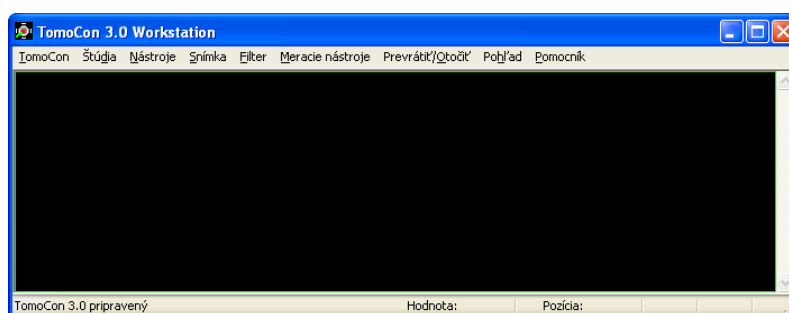 TomoCon 3.0 Workstation
TomoCon Štúdia Nástroje Snímka Filter Meracie nástroje Prevrátiť/Otočiť Pohľad Pomocník
TomoCon 3.0 pripravený Hodnota: Pozícia: